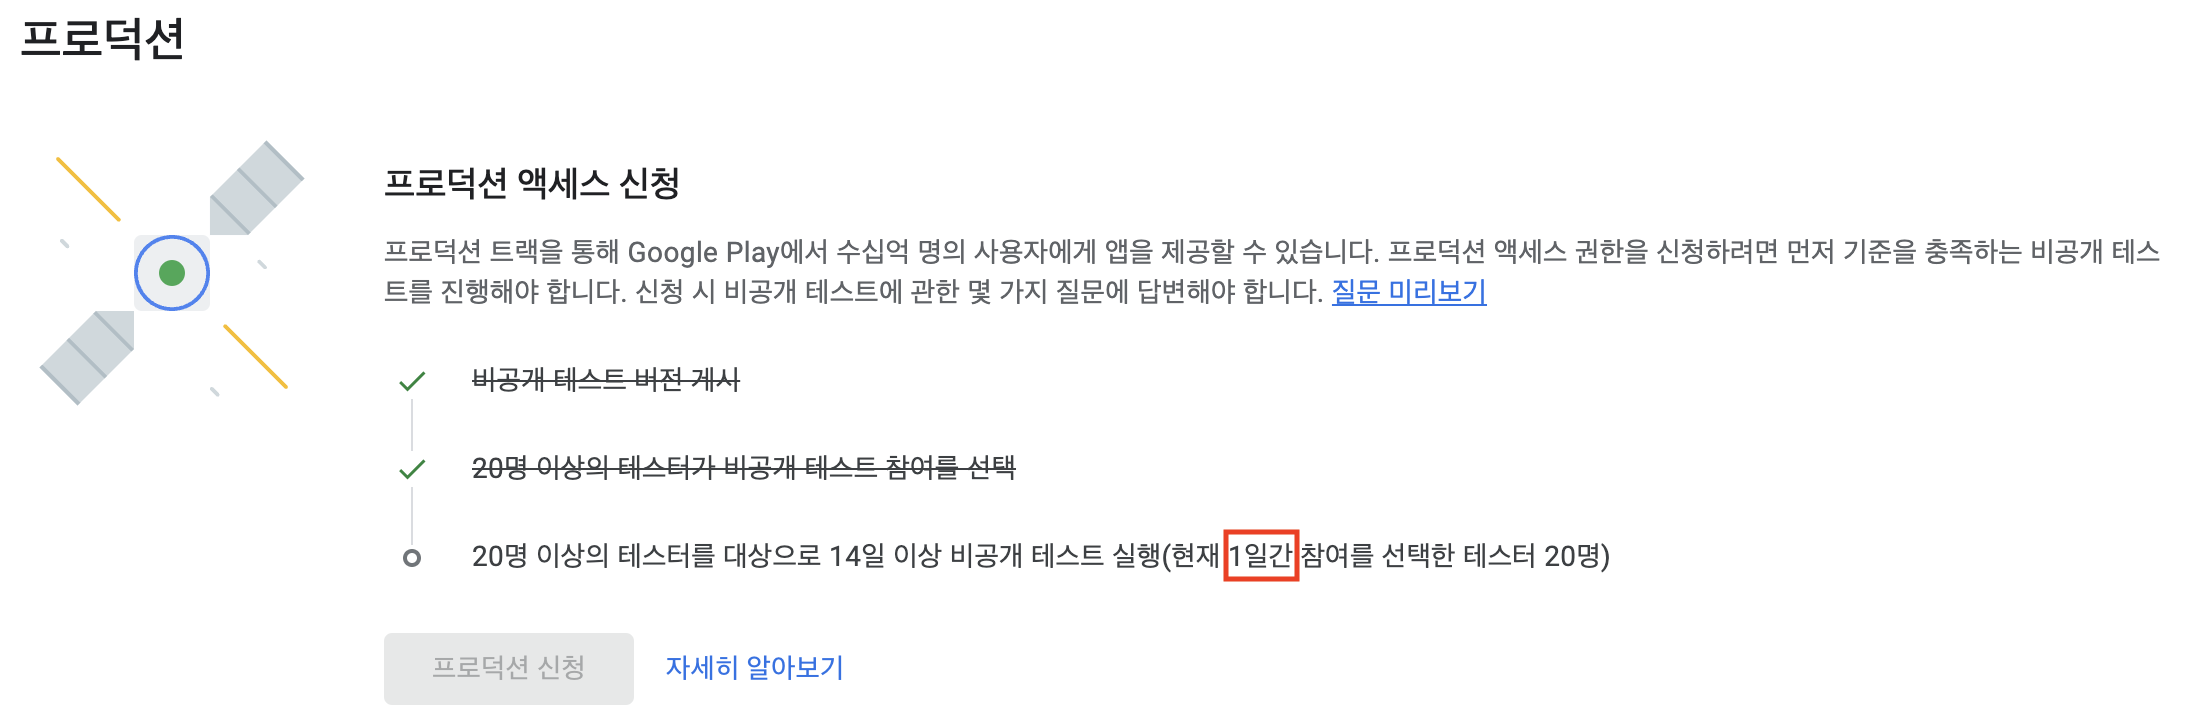 프로덕션
프로덕션 액세스 신청
프로덕션 트랙을 통해 Google Play에서 수십억 명의 사용자에게 앱을 제공할 수 있습니다. 프로덕션 액세스 권한을 신청하려면 먼저 기준을 충족하는 비공개 테스
트를 진행해야 합니다. 신청 시 비공개 테스트에 관한 몇 가지 질문에 답변해야 합니다. 질문 미리보기
비공개 테스트 버전 게시
20명 이상의 테스터가 비공개 테스트 참여를 선택
20명 이상의 테스터를 대상으로 14일 이상 비공개 테스트 실행(현재 1일간 참여를 선택한 테스터 20명)
프로덕션 신청 자세히 알아보기